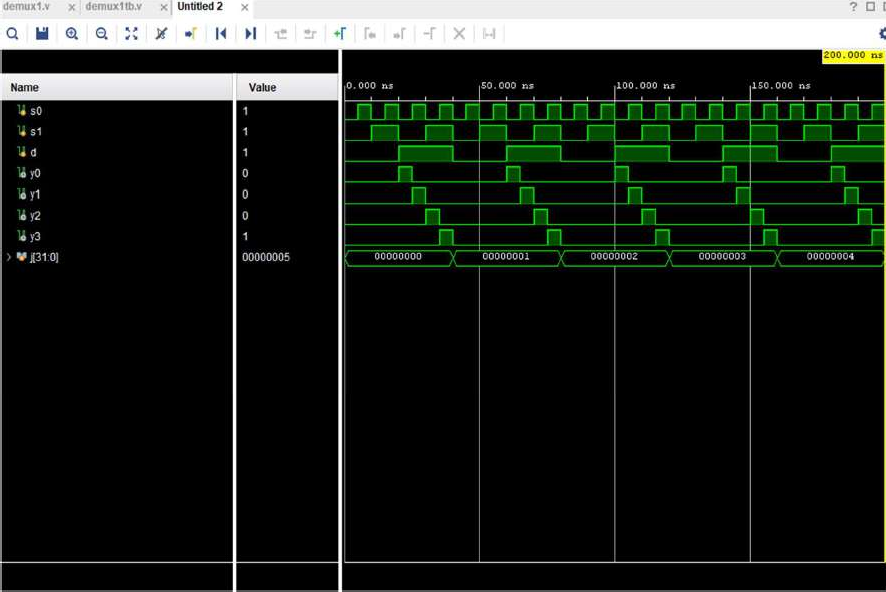 demux1.v × demux1tb.v × Untitled 2 × ?
200.000 ns
Name Value 0.000 ns 50.000 ns 100.000 ns 150.000 ns
s0 1
s1 1
d 1
y0 0
y1 0
y2 0
y3 1
j[31:0] 00000005 00000000 00000001 00000002 00000003 00000004